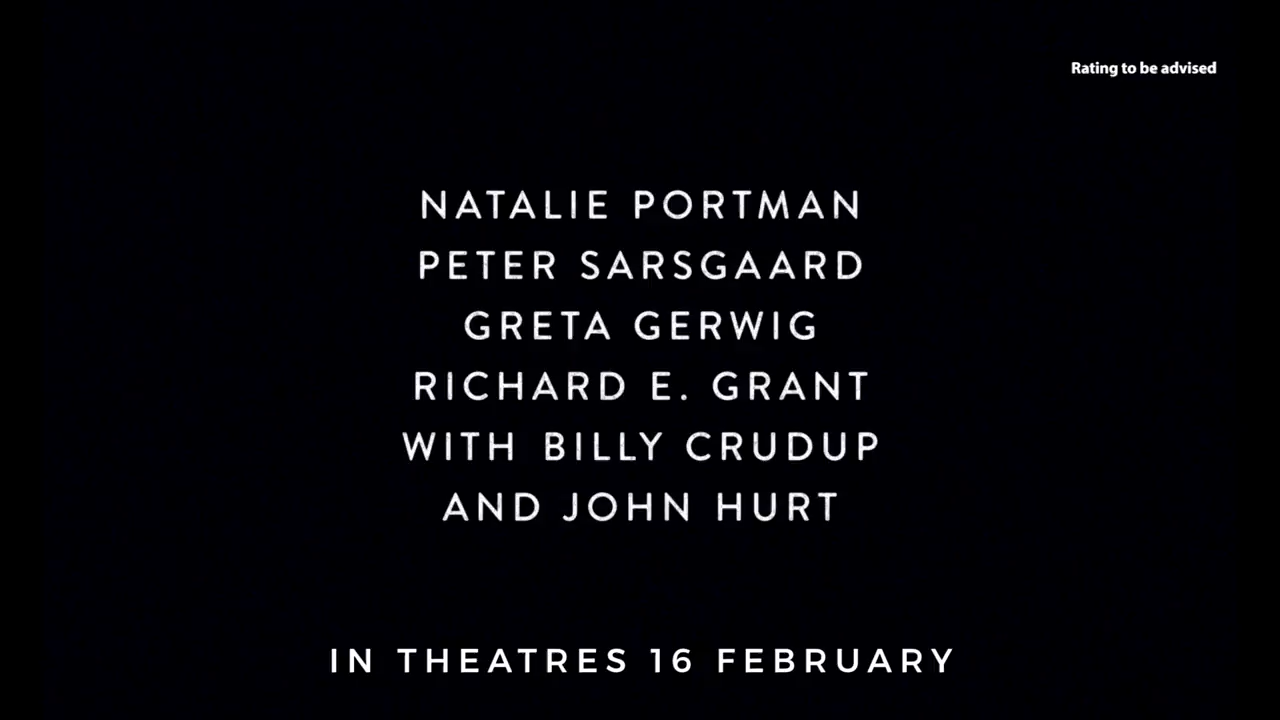 Rating to be advised
NATALIE PORTMAN
PETER SARSGAARD
GRETA GERWIG
RICHARD E. GRANT
WITH BILLY CRUDUP
AND JOHN HURT
IN THEATRES 16 FEBRUARY